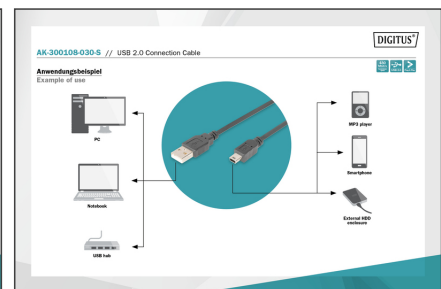 DIGITUS®
AK-300108-030-S // USB 2.0 Connection Cable
Anwendungsbeispiel
Example of use
PC
MP3 player
Smartphone
Notebook
External HDD
enclosure
USB hub